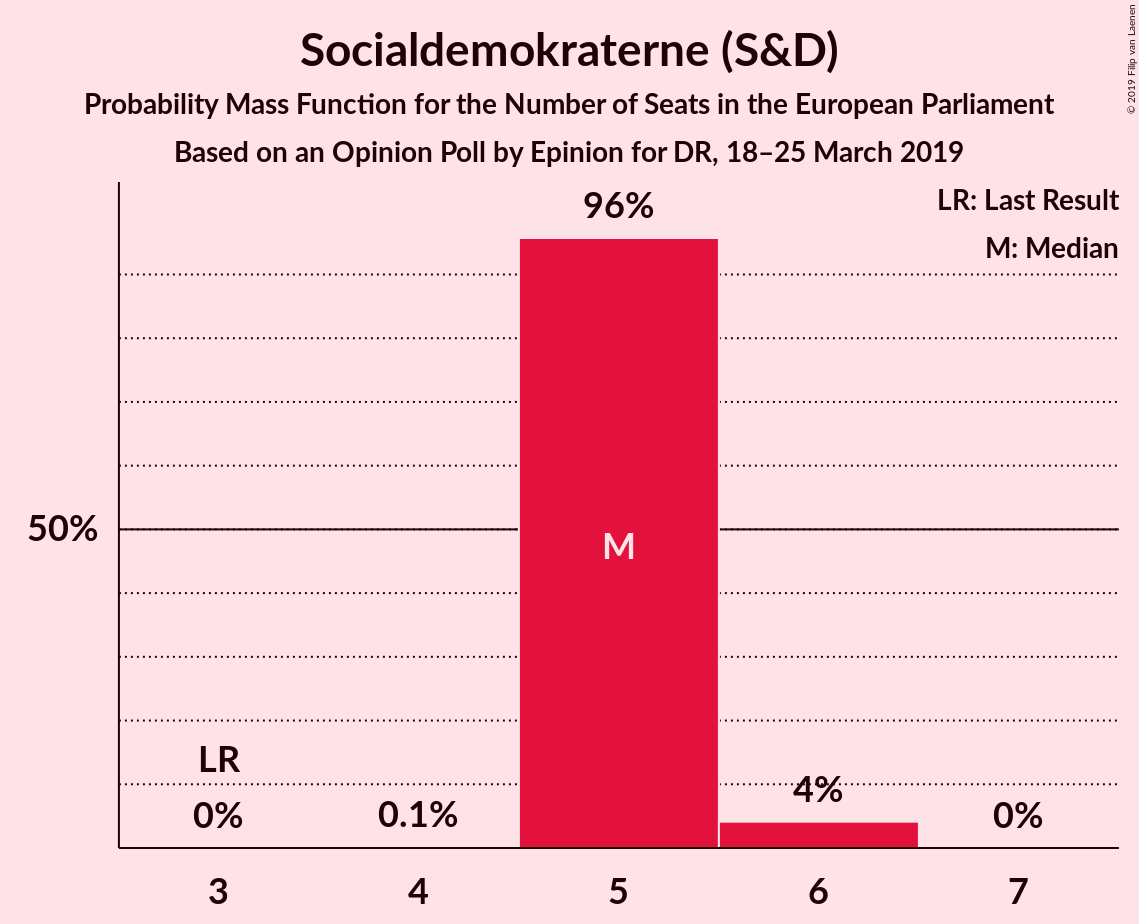 Socialdemokraterne (S&D)
Probability Mass Function for the Number of Seats in the European Parliament
Based on an Opinion Poll by Epinion for DR, 18–25 March 2019
© 2019 Filip van Laenen
LR: Last Result
M: Median
96%
50%
M
LR
0%
0.1%
4%
0%
3
4
5
6
7